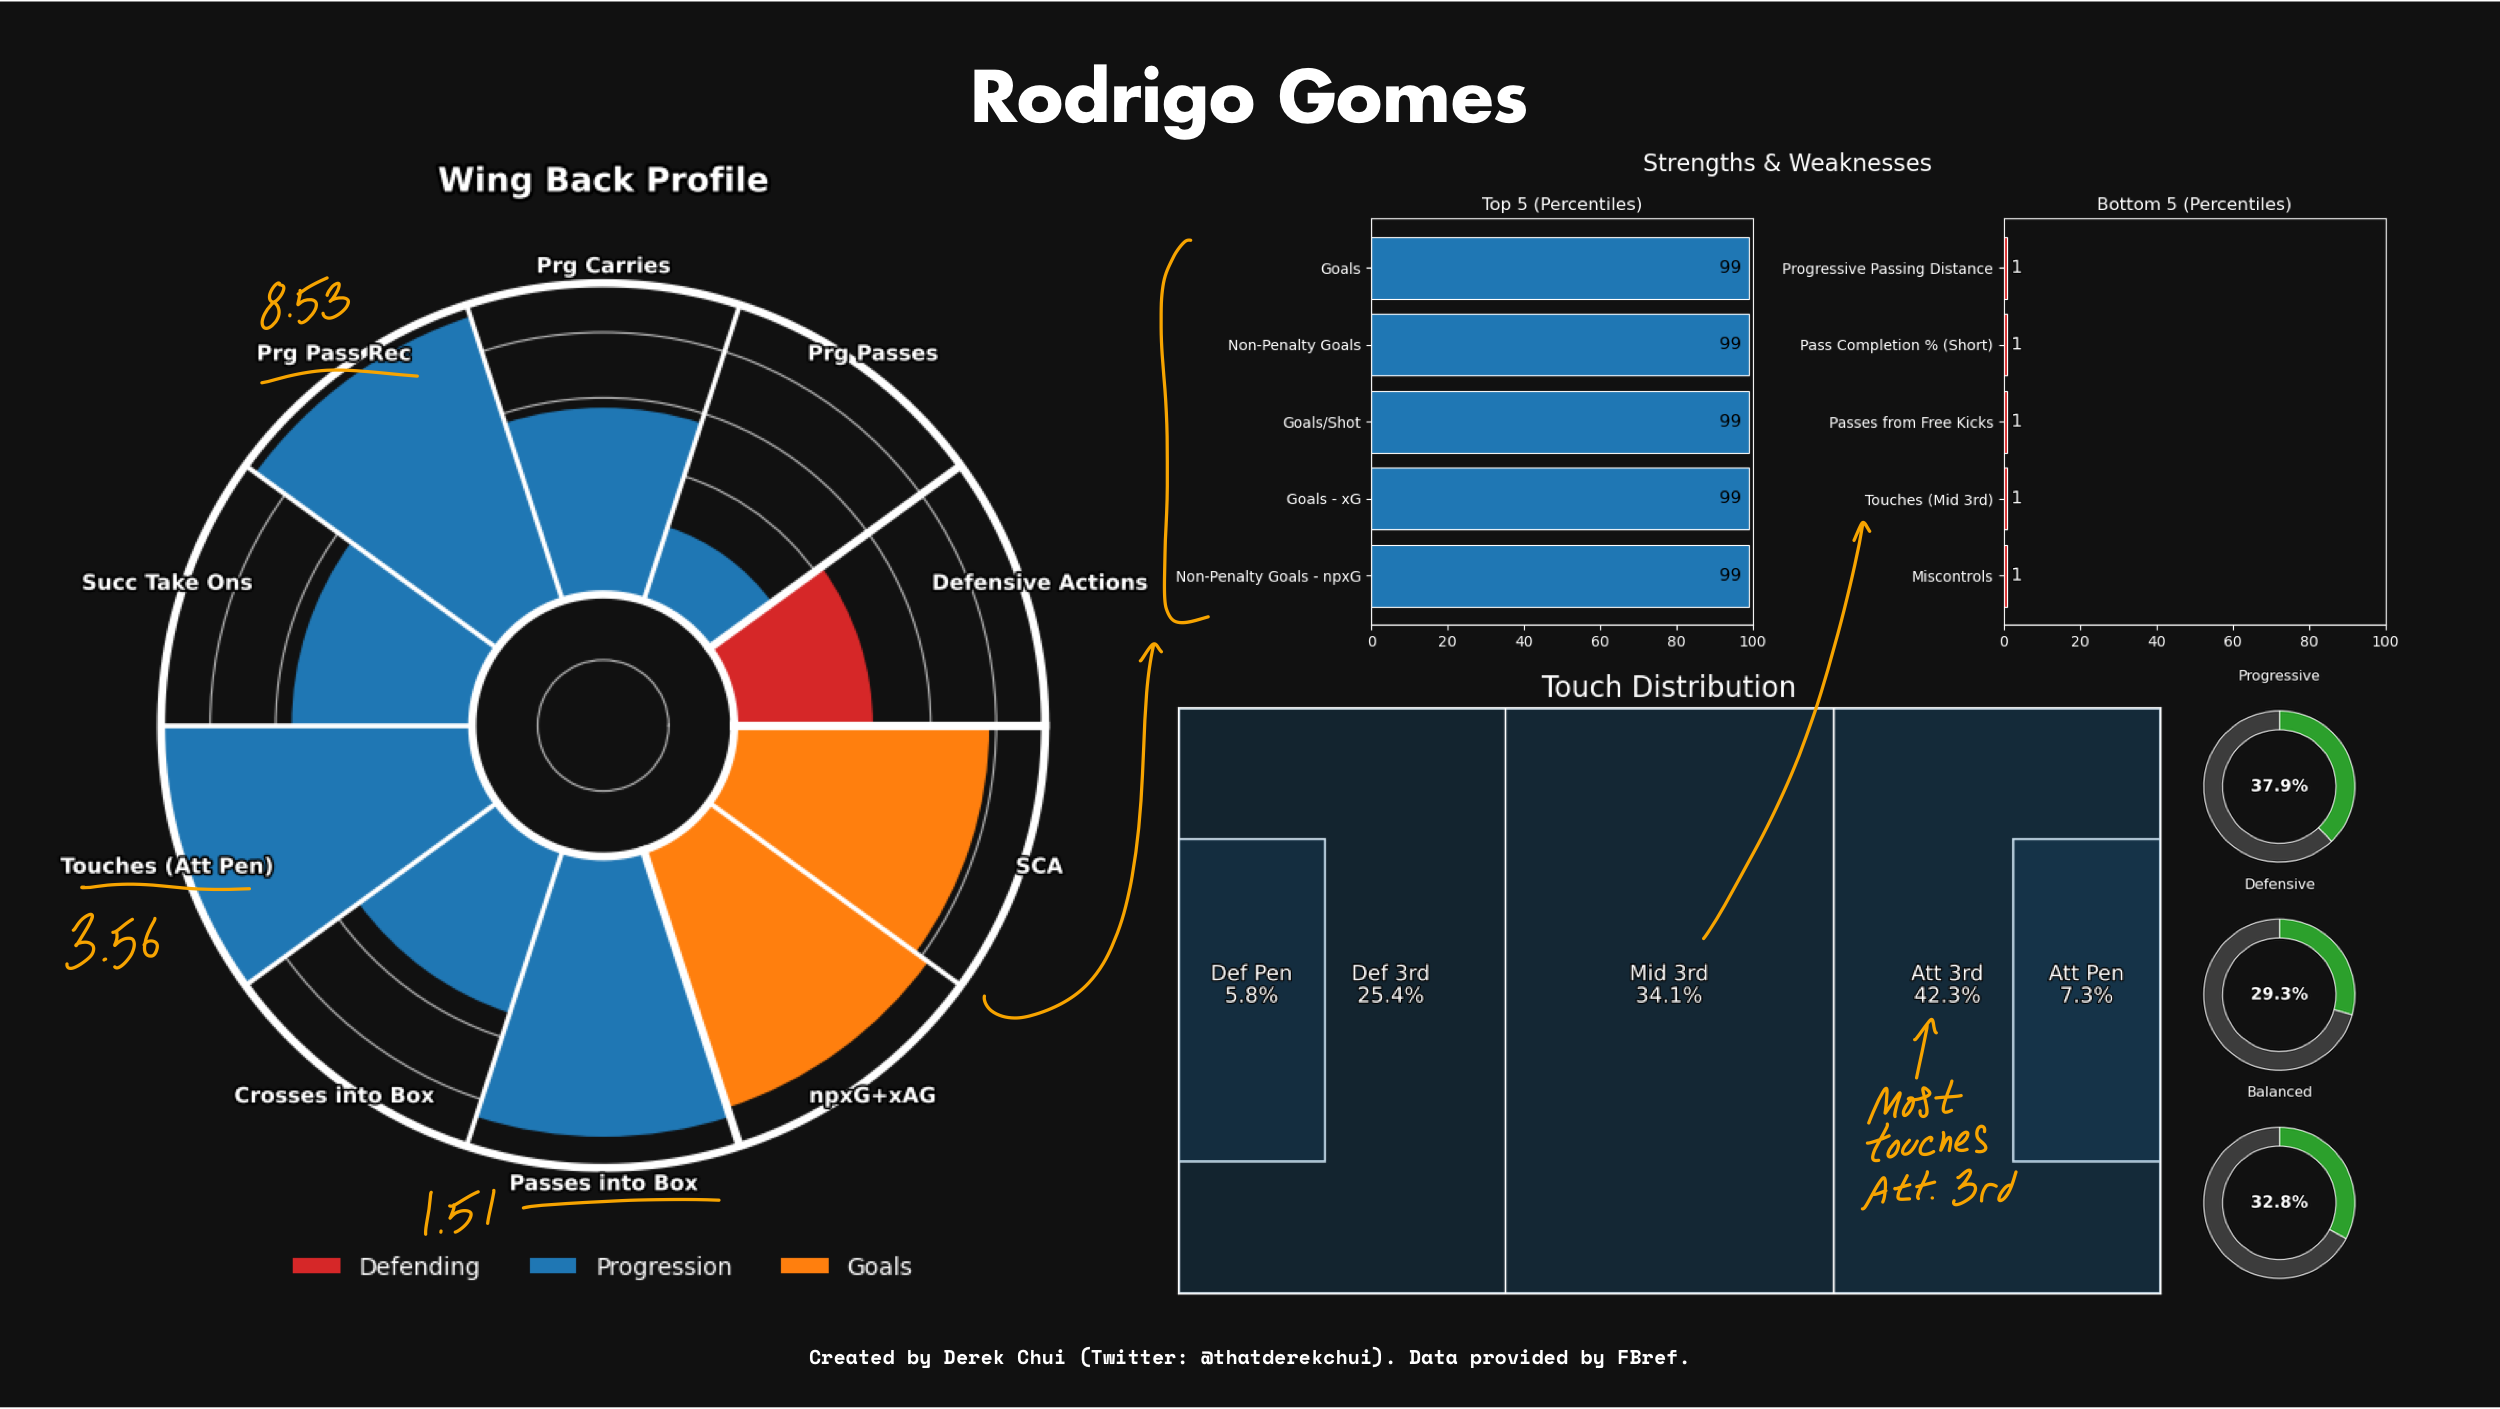 Rodrigo Gomes
Wing Back Profile
Prg Carries
8.53
Prg Pass Rec
Prg Passes
Succ Take Ons
Defensive Actions
Touches (Att Pen)
3.56
SCA
Crosses into Box
npxG+xAG
Passes into Box
1.51
Defending
Progression
Goals
Strengths & Weaknesses
Top 5 (Percentiles)
Goals 99
Non-Penalty Goals 99
Goals/Shot 99
Goals - xG 99
Non-Penalty Goals - npxG 99
0 20 40 60 80 100
Bottom 5 (Percentiles)
Progressive Passing Distance 1
Pass Completion % (Short) 1
Passes from Free Kicks 1
Touches (Mid 3rd) 1
Miscontrols 1
0 20 40 60 80 100
Touch Distribution
Def Pen
5.8%
Def 3rd
25.4%
Mid 3rd
34.1%
Att 3rd
42.3%
Att Pen
7.3%
Most
touches
Att. 3rd
Progressive
37.9%
Defensive
29.3%
Balanced
32.8%
Created by Derek Chui (Twitter: @thatderekchui). Data provided by FBref.